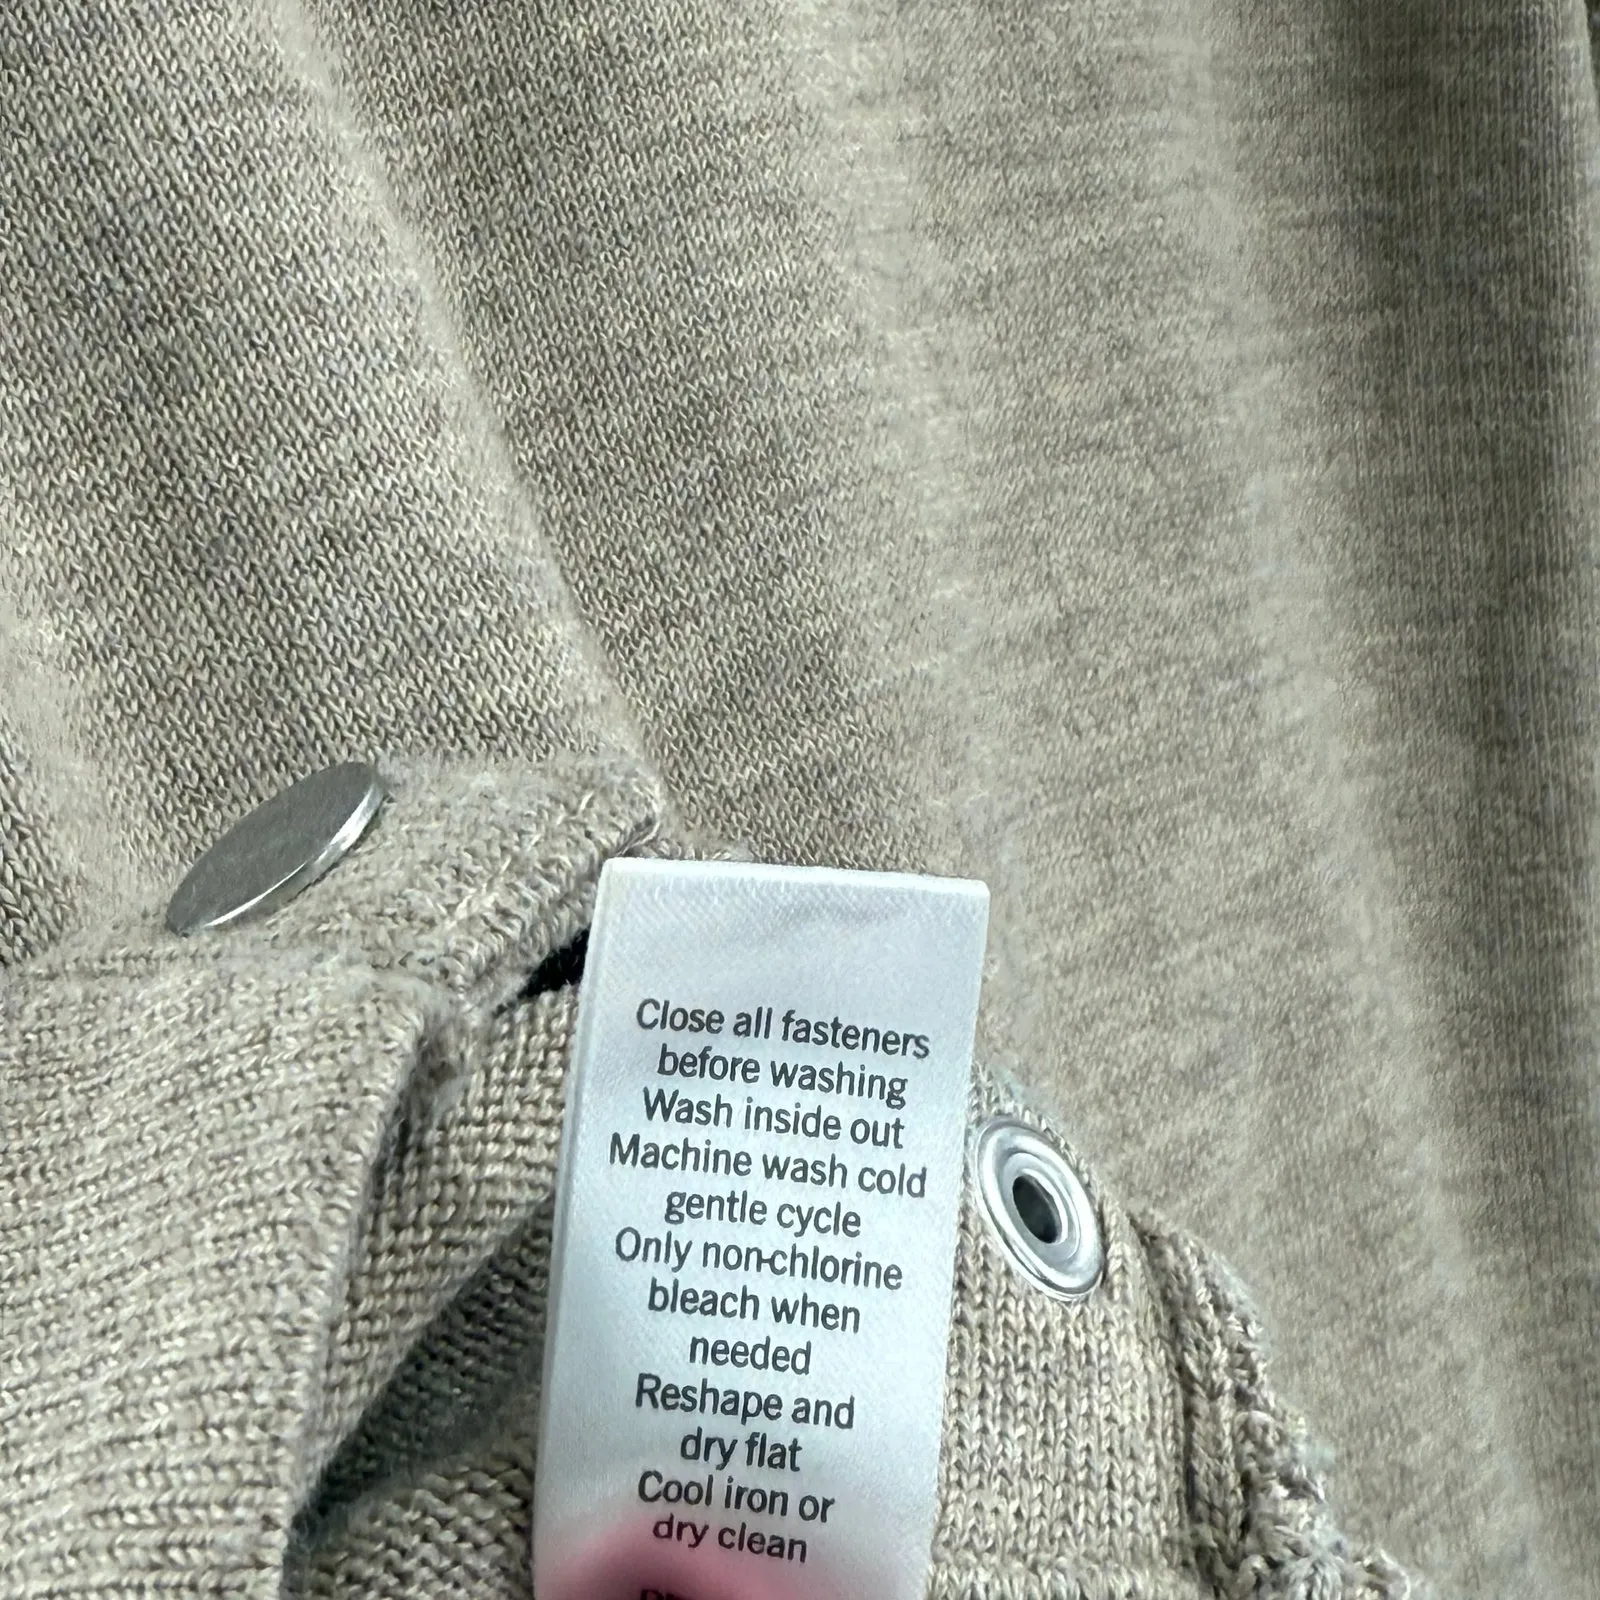 Close all fasteners
before washing
Wash inside out
Machine wash cold
gentle cycle
Only non-chlorine
bleach when
needed
Reshape and
dry flat
Cool iron or
dry clean